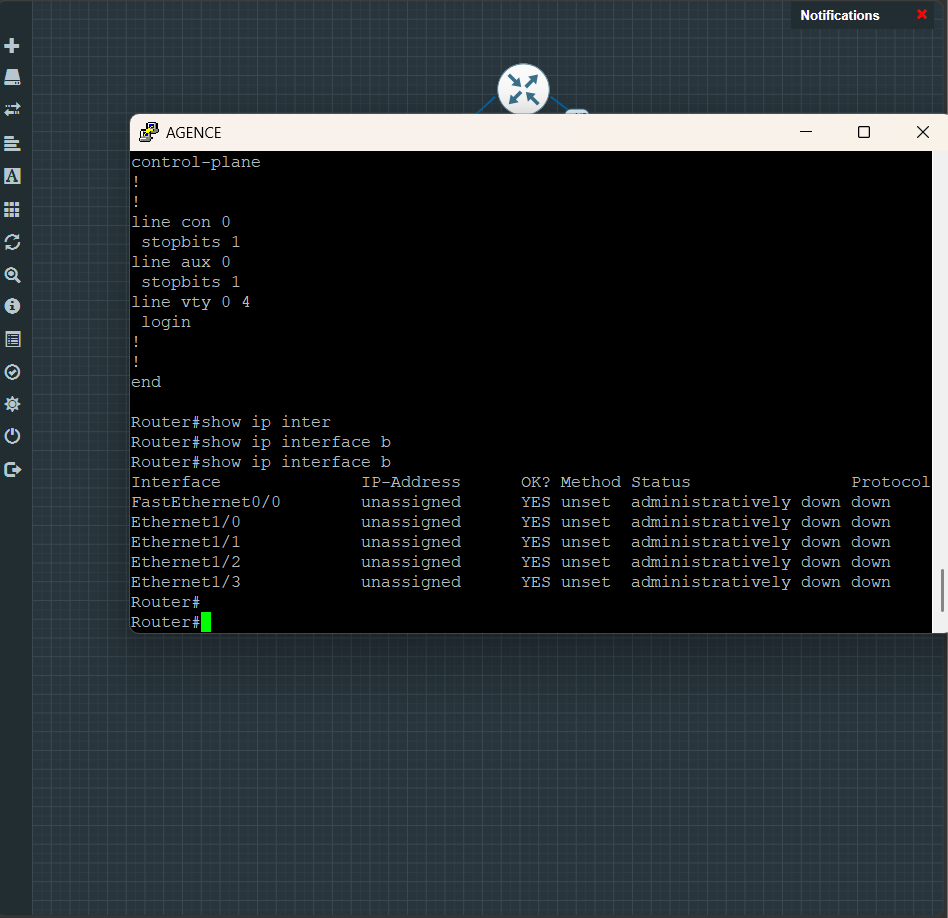 Notifications
AGENCE
control-plane
!
!
line con 0
 stopbits 1
line aux 0
 stopbits 1
line vty 0 4
 login
!
!
end
Router#show ip inter
Router#show ip interface b
Router#show ip interface b
Interface              IP-Address      OK? Method Status                Protocol
FastEthernet0/0        unassigned      YES unset  administratively down down
Ethernet1/0            unassigned      YES unset  administratively down down
Ethernet1/1            unassigned      YES unset  administratively down down
Ethernet1/2            unassigned      YES unset  administratively down down
Ethernet1/3            unassigned      YES unset  administratively down down
Router#
Router#